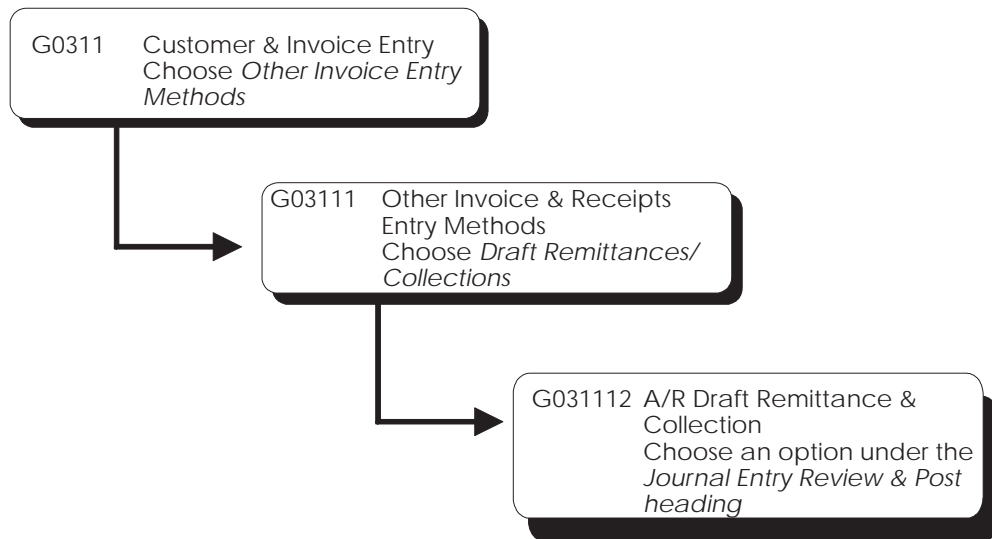 G0311 Customer & Invoice Entry
Choose Other Invoice Entry
Methods
G03111 Other Invoice & Receipts
Entry Methods
Choose Draft Remittances/
Collections
G031112 A/R Draft Remittance &
Collection
Choose an option under the
Journal Entry Review & Post
heading